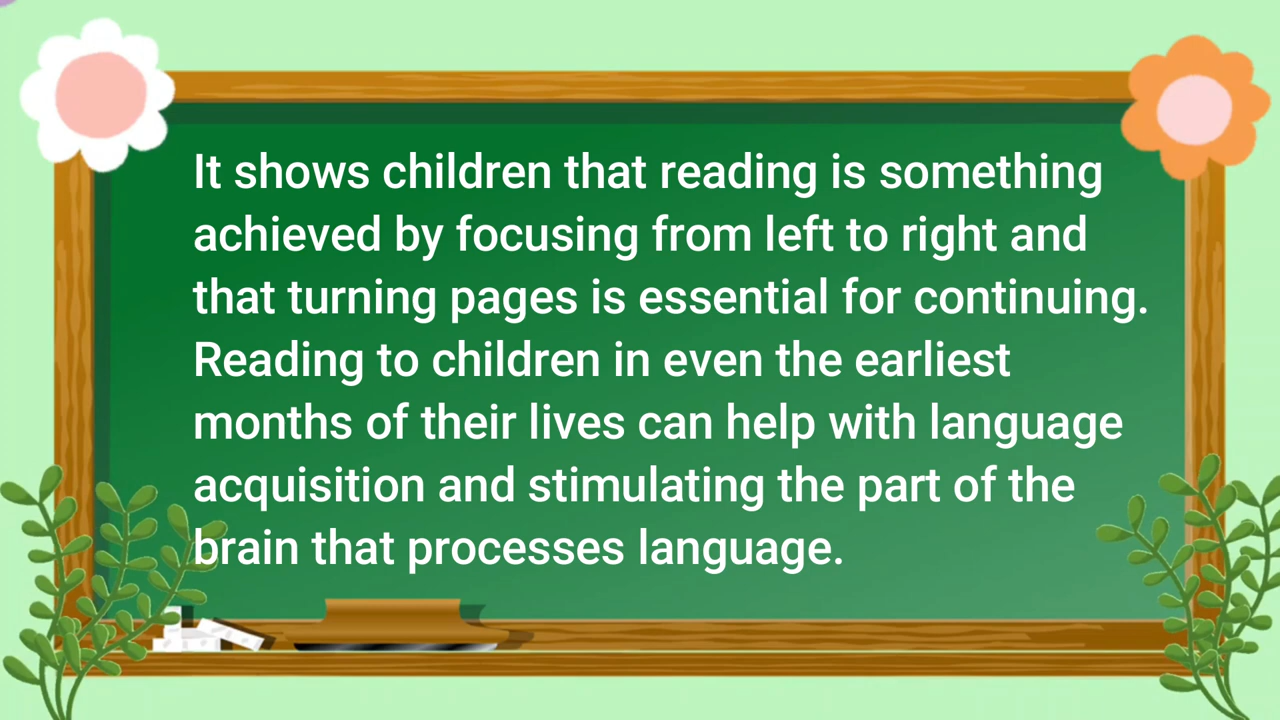 It shows children that reading is something
achieved by focusing from left to right and
that turning pages is essential for continuing.
Reading to children in even the earliest
months of their lives can help with language
acquisition and stimulating the part of the
brain that processes language.